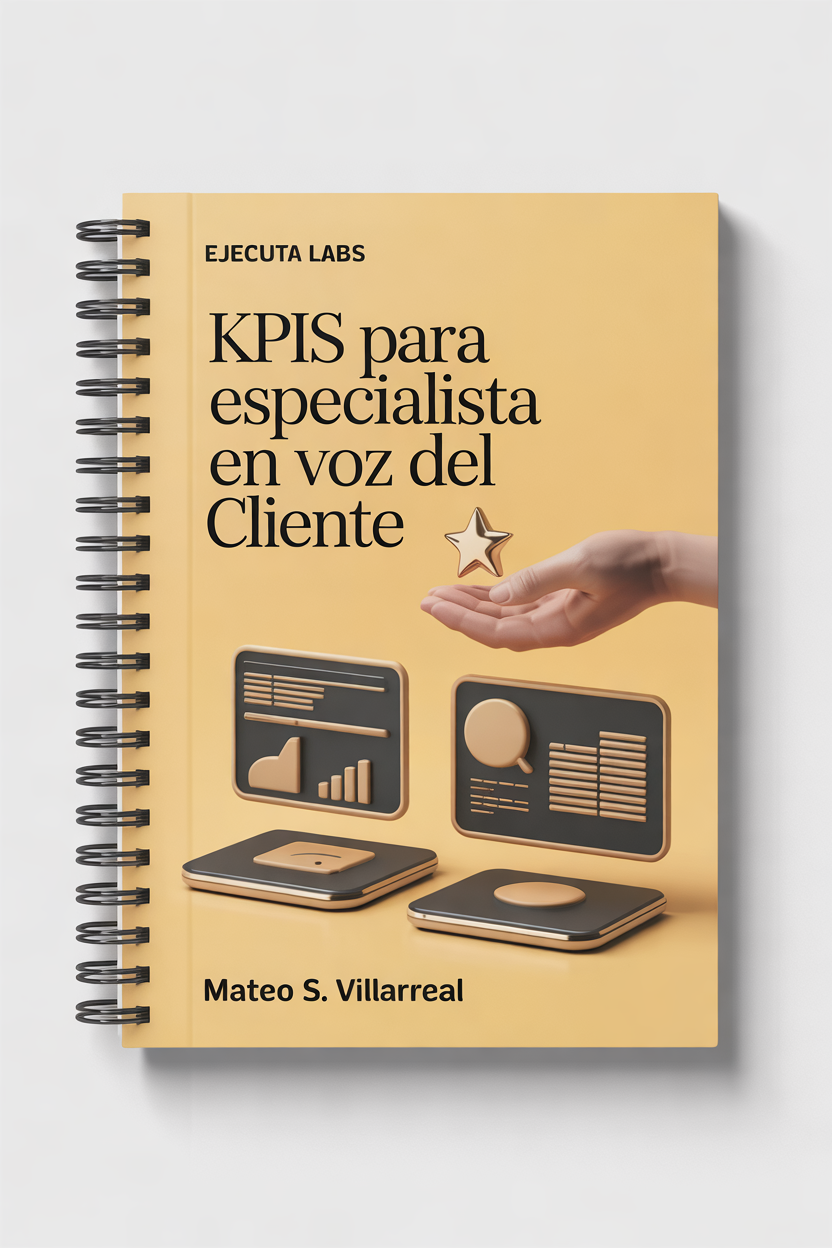 EJECUTA LABS
KPIS para
especialista
en voz del
Cliente
Mateo S. Villarreal